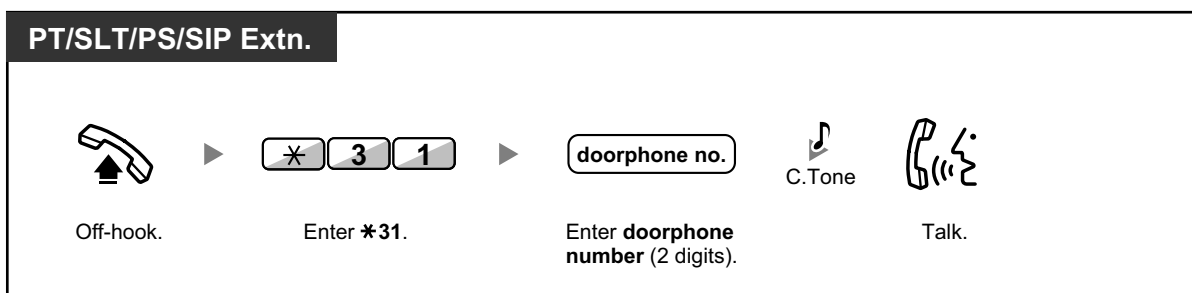 PT/SLT/PS/SIP Extn.
* 3 1
doorphone no.
C.Tone
Off-hook.
Enter *31.
Enter doorphone
number (2 digits).
Talk.